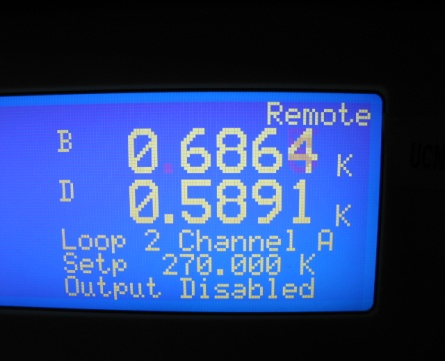 Remote
B 0.6864 K
D 0.5891 K
Loop 2 Channel A
Setp 270.000 K
Output Disabled